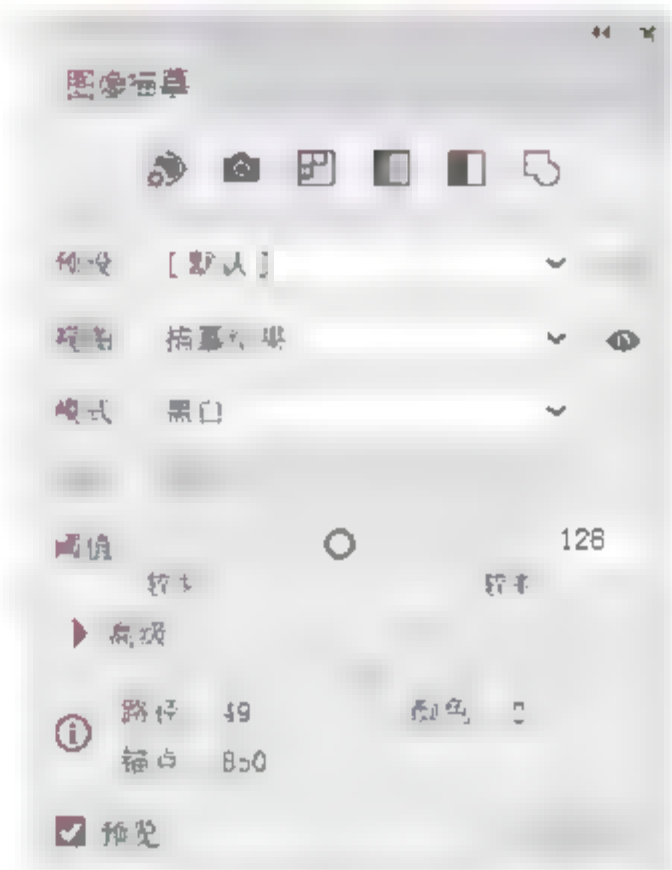 图像描摹
预设 [默认]
视图 描摹结果
模式 黑白
阈值 128
较少 较多
高级
路径 49 颜色
锚点 850
预览